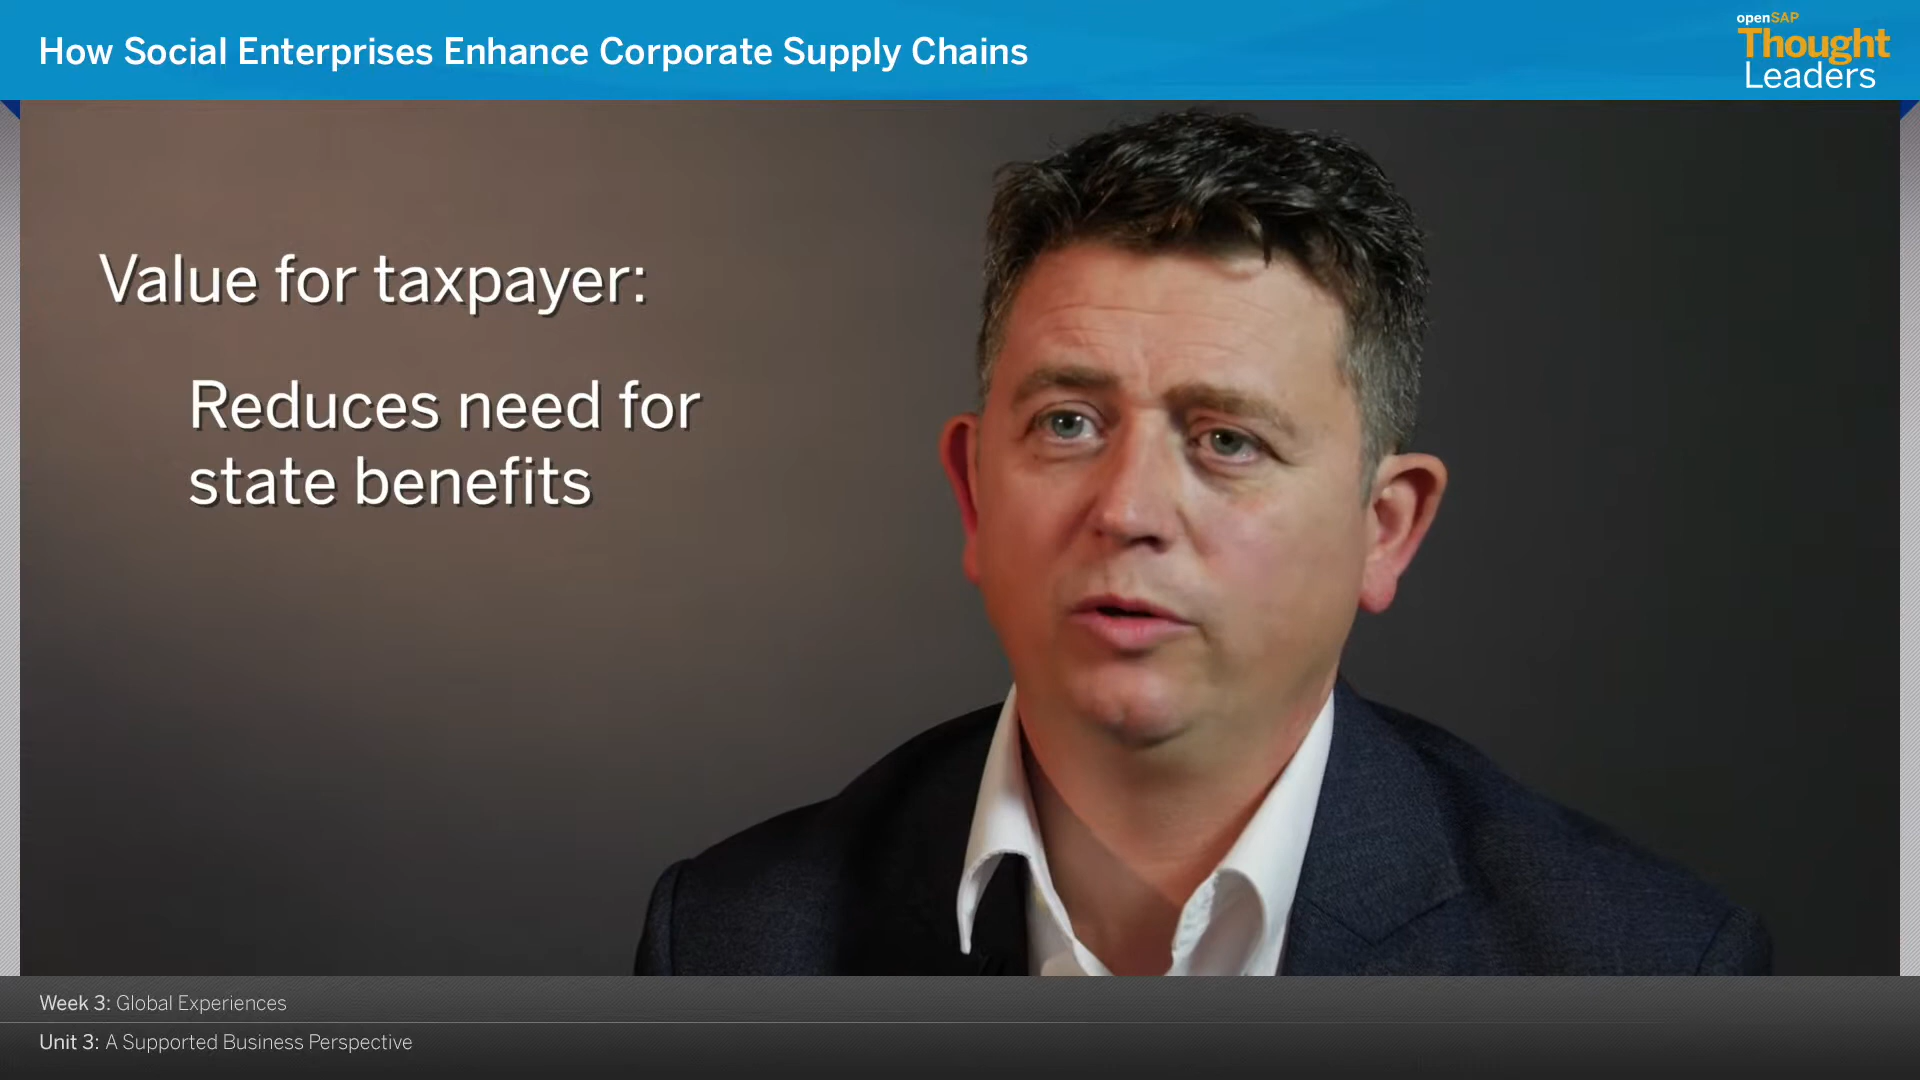 How Social Enterprises Enhance Corporate Supply Chains
openSAP
Thought
Leaders
Value for taxpayer:
Reduces need for
state benefits
Week 3: Global Experiences
Unit 3: A Supported Business Perspective